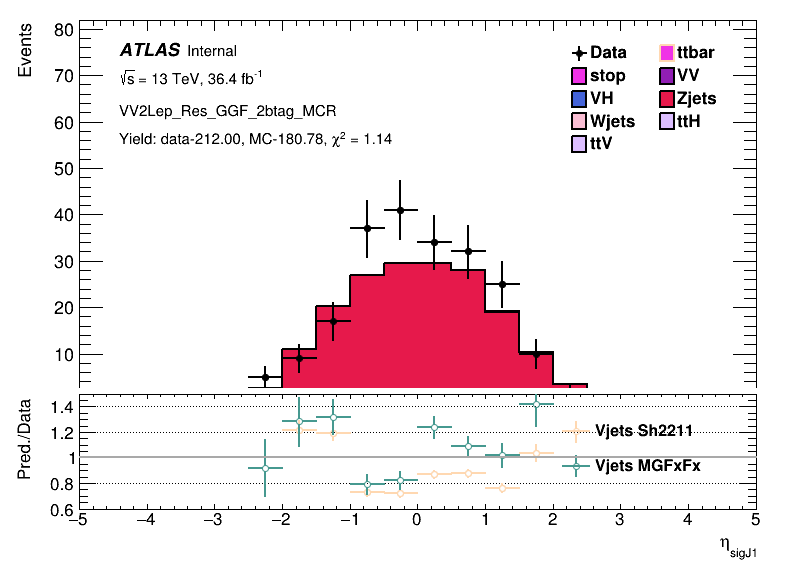 Events
80
70
60
50
40
30
20
10
ATLAS Internal
√s = 13 TeV, 36.4 fb⁻¹
VV2Lep_Res_GGF_2btag_MCR
Yield: data-212.00, MC-180.78, χ² = 1.14
Data ttbar
stop VV
VH Zjets
Wjets ttH
ttV
Pred./Data
1.4
1.2
1
0.8
0.6
Vjets Sh2211
Vjets MGFxFx
−5 −4 −3 −2 −1 0 1 2 3 4 5
η sigJ1